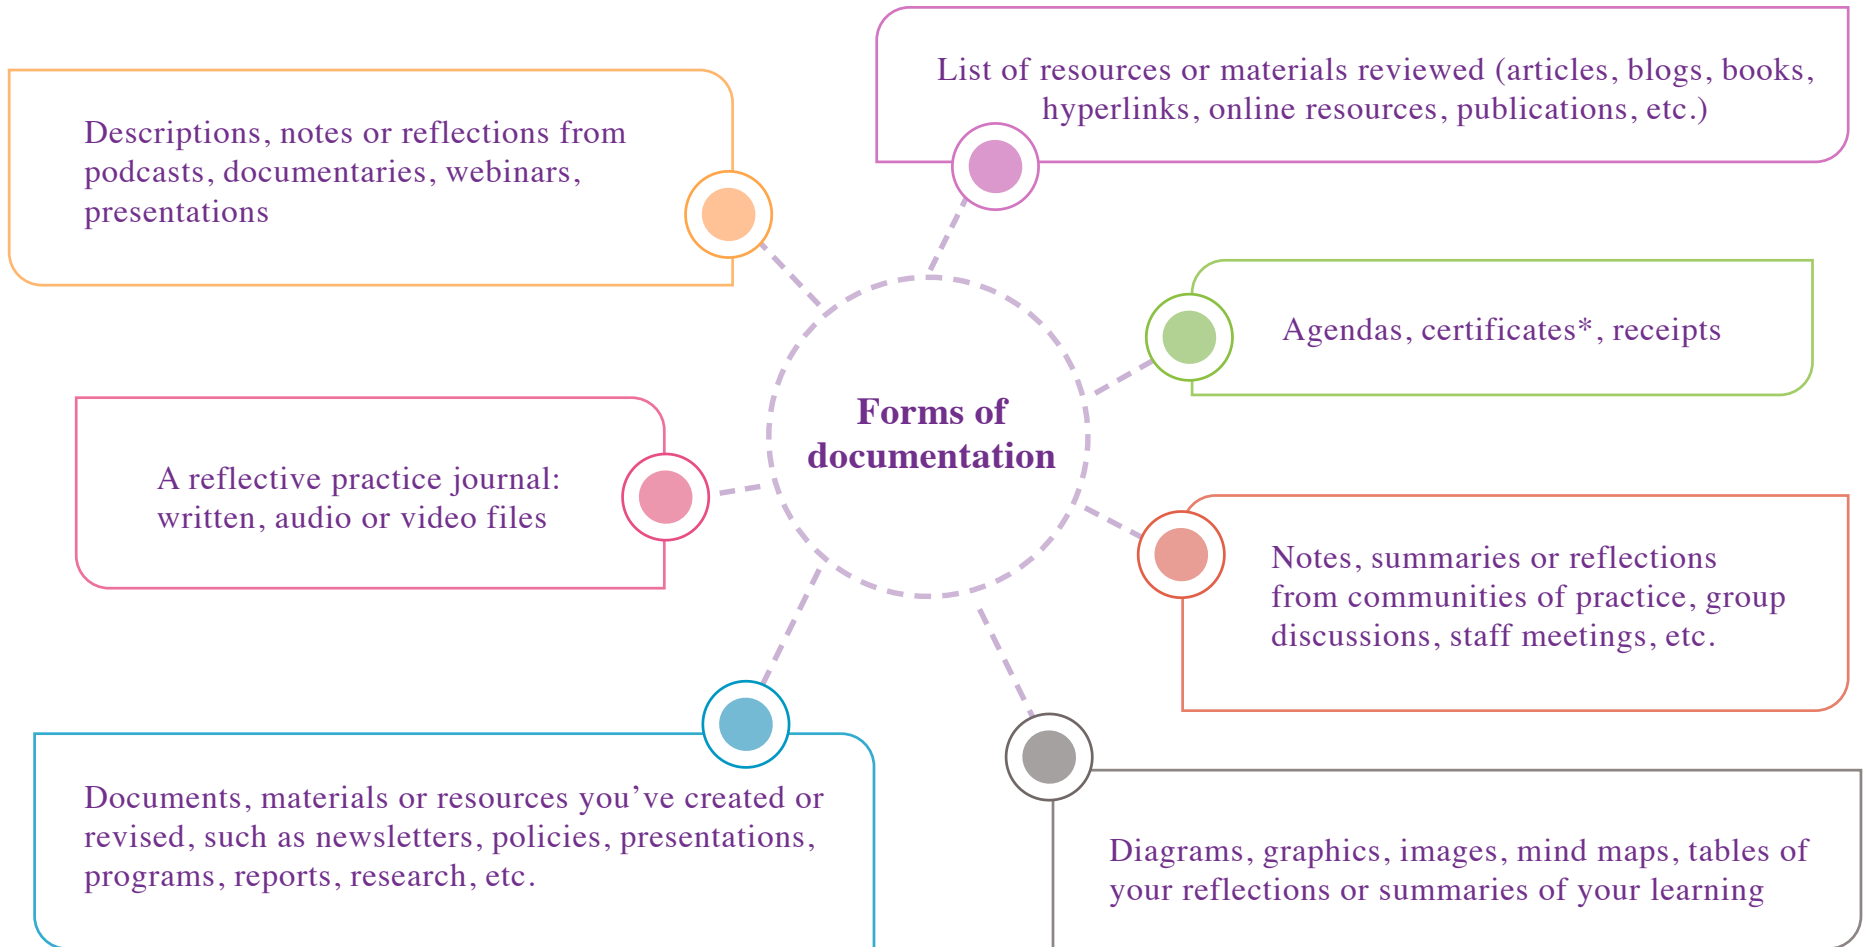 List of resources or materials reviewed (articles, blogs, books,
hyperlinks, online resources, publications, etc.)
Descriptions, notes or reflections from
podcasts, documentaries, webinars,
presentations
Agendas, certificates*, receipts
Forms of
documentation
A reflective practice journal:
written, audio or video files
Notes, summaries or reflections
from communities of practice, group
discussions, staff meetings, etc.
Documents, materials or resources you’ve created or
revised, such as newsletters, policies, presentations,
programs, reports, research, etc.
Diagrams, graphics, images, mind maps, tables of
your reflections or summaries of your learning